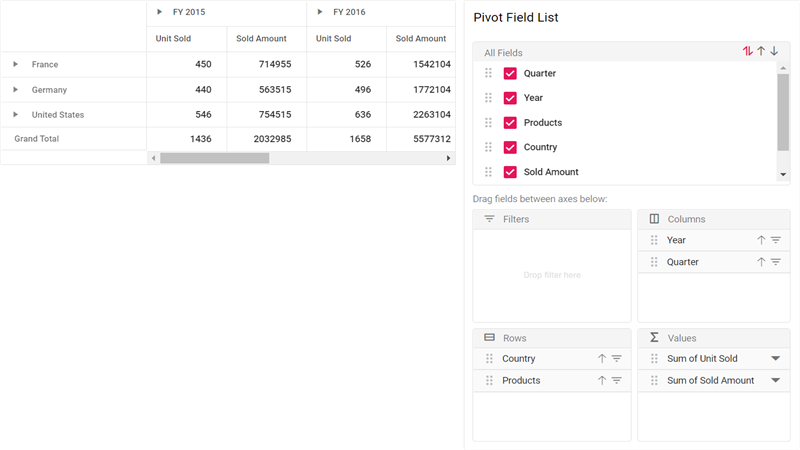 FY 2015 FY 2016
Unit Sold Sold Amount Unit Sold Sold Amount
France 450 714955 526 1542104
Germany 440 563515 496 1772104
United States 546 754515 636 2263104
Grand Total 1436 2032985 1658 5577312
Pivot Field List
All Fields
Quarter
Year
Products
Country
Sold Amount
Drag fields between axes below:
Filters
Drop filter here
Columns
Year
Quarter
Rows
Country
Products
Values
Sum of Unit Sold
Sum of Sold Amount